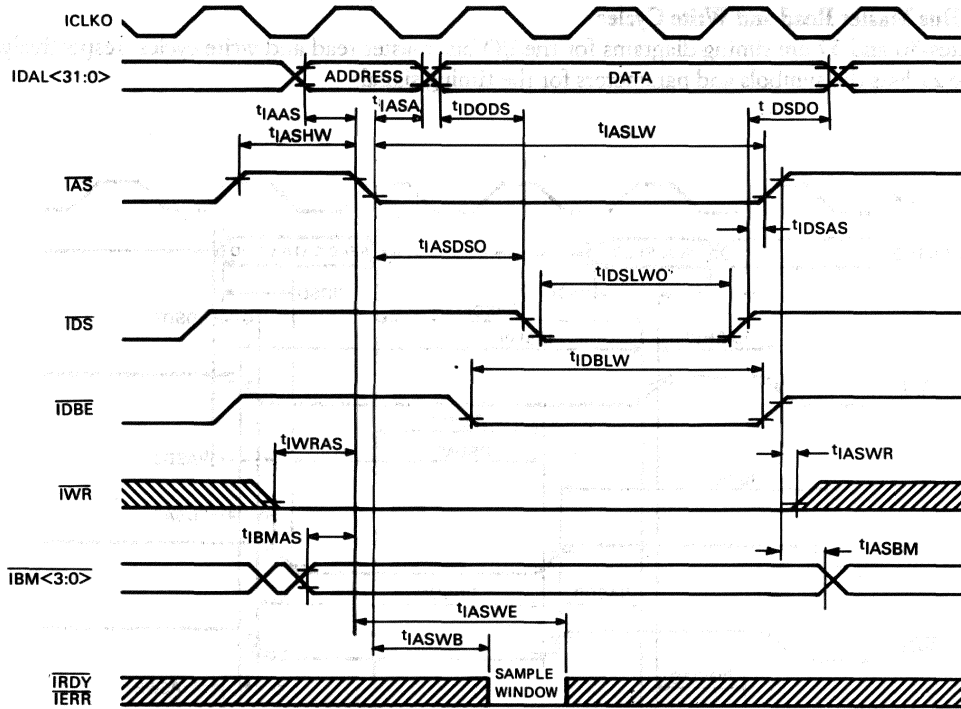 ICLKO
IDAL<31:0>
ADDRESS
DATA
tIAAS
tIASA
tIDODS
t DSDO
tIASHW
tIASLW
IAS
tIDSAS
tIASDSO
tIDSLWO
IDS
tIDBLW
IDBE
tIWRAS
tIASWR
IWR
tIBMAS
tIASBM
IBM<3:0>
tIASWE
tIASWB
IRDY
IERR
SAMPLE
WINDOW